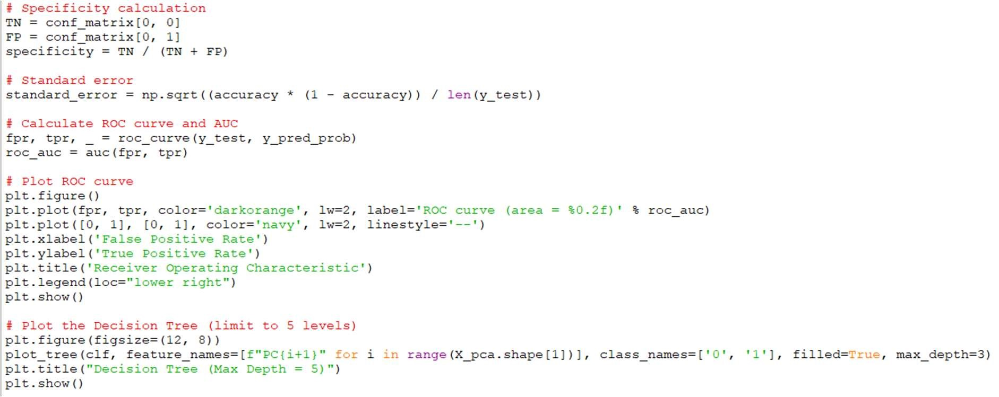 # Specificity calculation
TN = conf_matrix[0, 0]
FP = conf_matrix[0, 1]
specificity = TN / (TN + FP)
# Standard error
standard_error = np.sqrt((accuracy * (1 - accuracy)) / len(y_test))
# Calculate ROC curve and AUC
fpr, tpr, _ = roc_curve(y_test, y_pred_prob)
roc_auc = auc(fpr, tpr)
# Plot ROC curve
plt.figure()
plt.plot(fpr, tpr, color='darkorange', lw=2, label='ROC curve (area = %0.2f)' % roc_auc)
plt.plot([0, 1], [0, 1], color='navy', lw=2, linestyle='--')
plt.xlabel('False Positive Rate')
plt.ylabel('True Positive Rate')
plt.title('Receiver Operating Characteristic')
plt.legend(loc="lower right")
plt.show()
# Plot the Decision Tree (limit to 5 levels)
plt.figure(figsize=(12, 8))
plot_tree(clf, feature_names=[f"PC{i+1}" for i in range(X_pca.shape[1])], class_names=['0', '1'], filled=True, max_depth=3)
plt.title("Decision Tree (Max Depth = 5)")
plt.show()